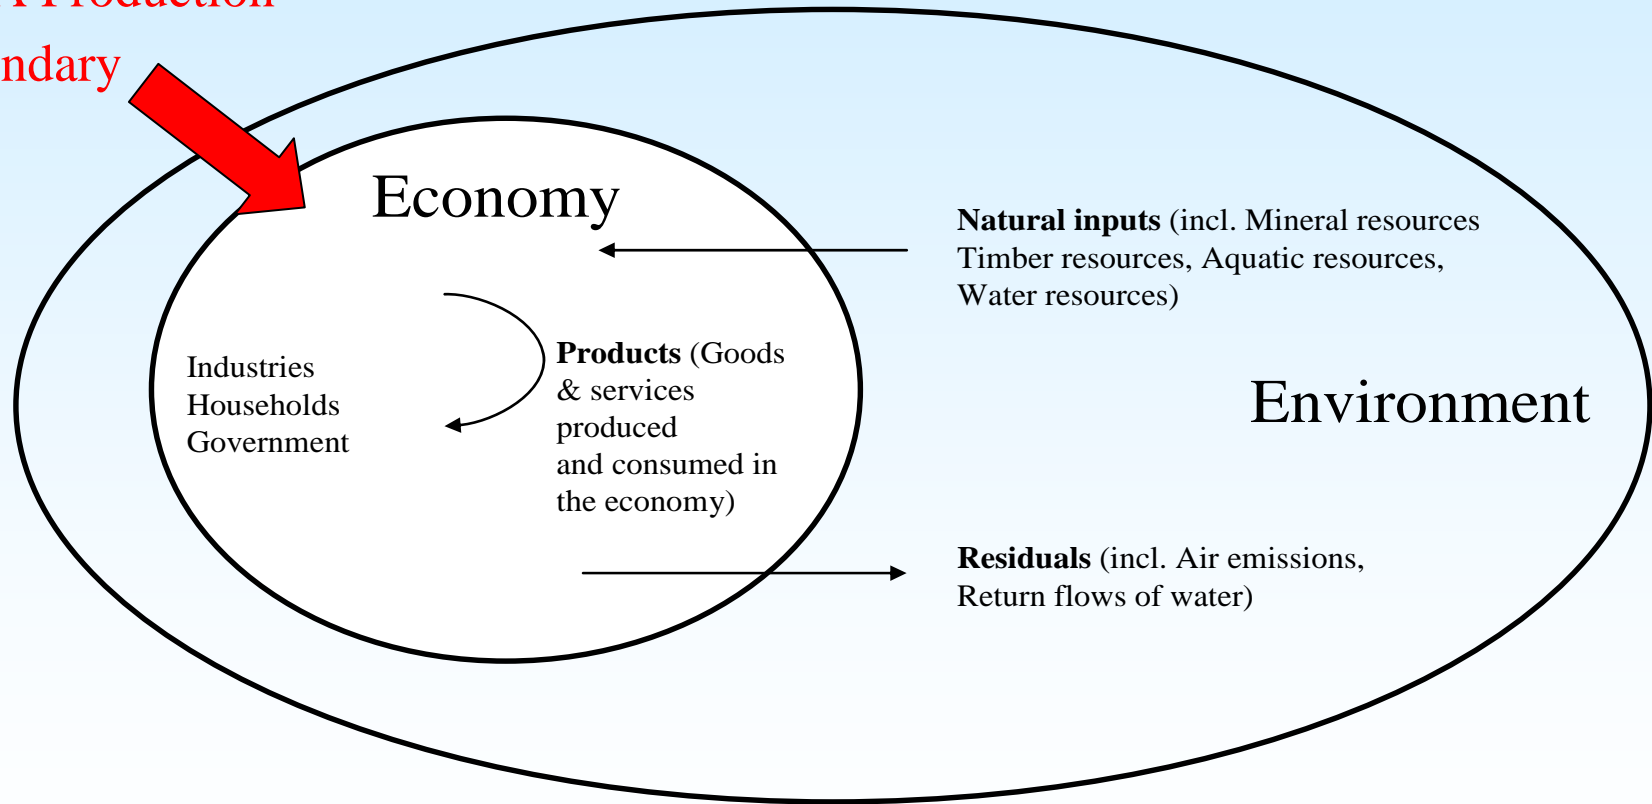 Production
Economy
Natural inputs (incl. Mineral resources
Timber resources, Aquatic resources,
Water resources)
Products (Goods
& services
produced
and consumed in
the economy)
Industries
Households
Government
Environment
Residuals (incl. Air emissions,
Return flows of water)